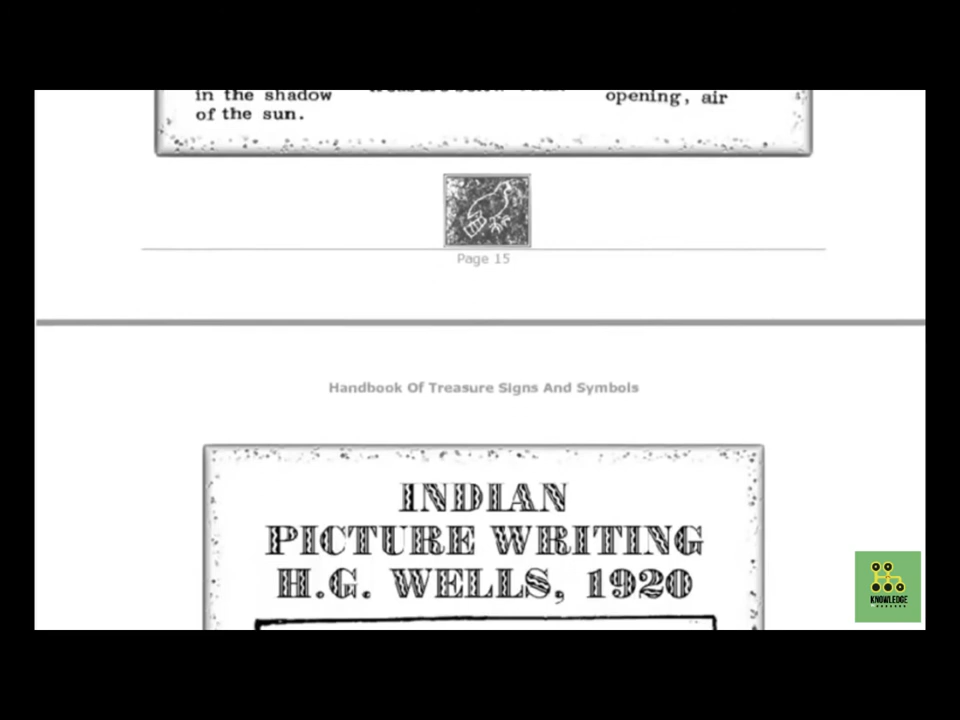 in the shadow
of the sun.
opening, air
Page 15
Handbook Of Treasure Signs And Symbols
INDIAN
PICTURE WRITING
H.G. WELLS, 1920
KNOWLEDGE